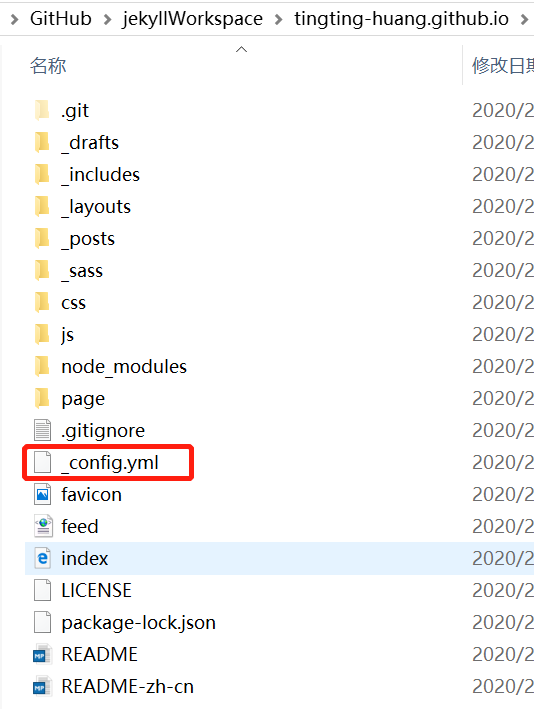 GitHub jekyllWorkspace tingting-huang.github.io
名称 修改日期
.git 2020/2
_drafts 2020/2
_includes 2020/2
_layouts 2020/2
_posts 2020/2
_sass 2020/2
css 2020/2
js 2020/2
node_modules 2020/2
page 2020/2
.gitignore 2020/2
_config.yml 2020/2
favicon 2020/2
feed 2020/2
index 2020/2
LICENSE 2020/2
package-lock.json 2020/2
README 2020/2
README-zh-cn 2020/2